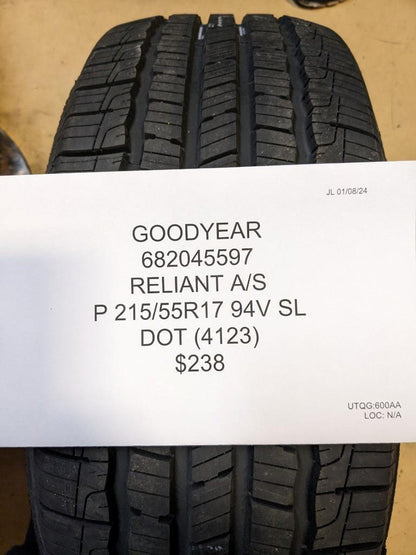 JL 01/08/24
GOODYEAR
682045597
RELIANT A/S
P 215/55R17 94V SL
DOT (4123)
$238
UTQG:600AA
LOC: N/A